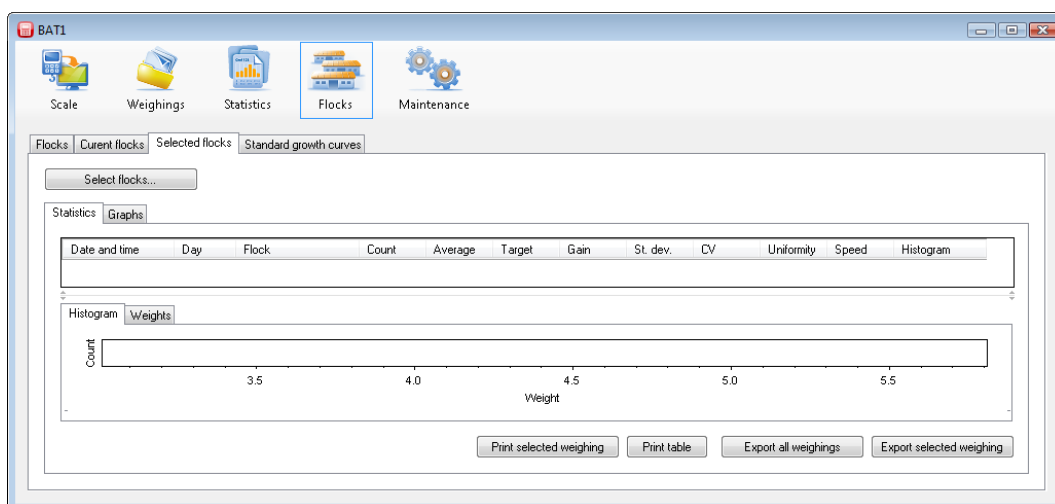 BAT1
Scale Weighings Statistics Flocks Maintenance
Flocks Curent flocks Selected flocks Standard growth curves
Select flocks...
Statistics Graphs
Date and time Day Flock Count Average Target Gain St. dev. CV Uniformity Speed Histogram
Histogram Weights
Count
3.5 4.0 4.5 5.0 5.5
Weight
Print selected weighing Print table Export all weighings Export selected weighing